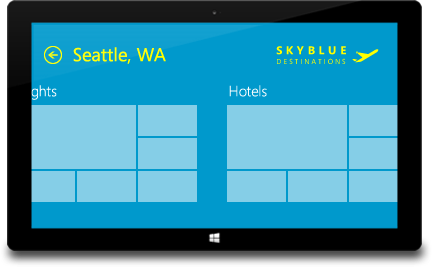 Seattle, WA
SKYBLUE
DESTINATIONS
ghts
Hotels